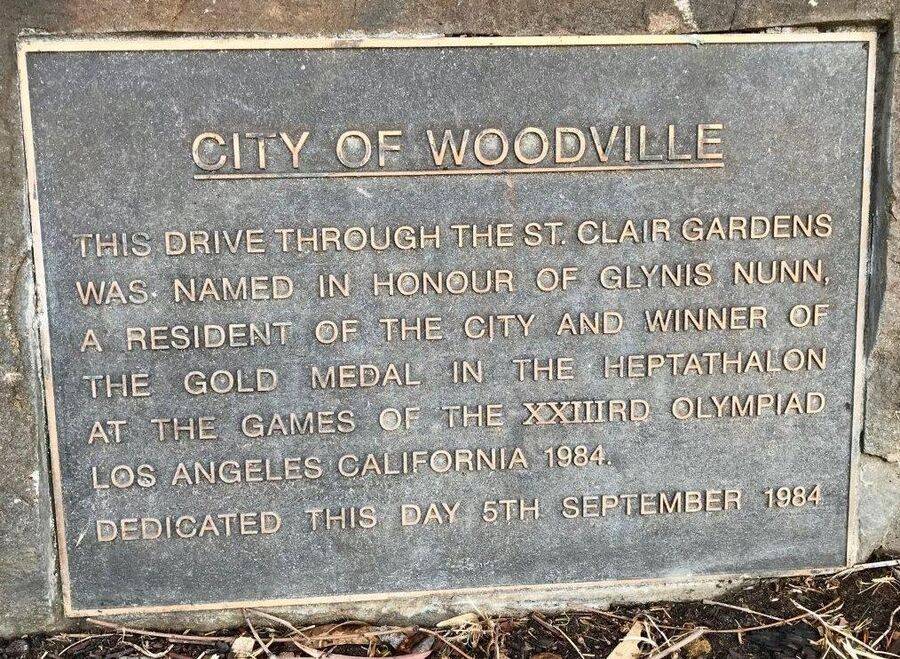 CITY OF WOODVILLE
THIS DRIVE THROUGH THE ST. CLAIR GARDENS
WAS NAMED IN HONOUR OF GLYNIS NUNN,
A RESIDENT OF THE CITY AND WINNER OF
THE GOLD MEDAL IN THE HEPTATHALON
AT THE GAMES OF THE XXIIIRD OLYMPIAD
LOS ANGELES CALIFORNIA 1984.
DEDICATED THIS DAY 5TH SEPTEMBER 1984